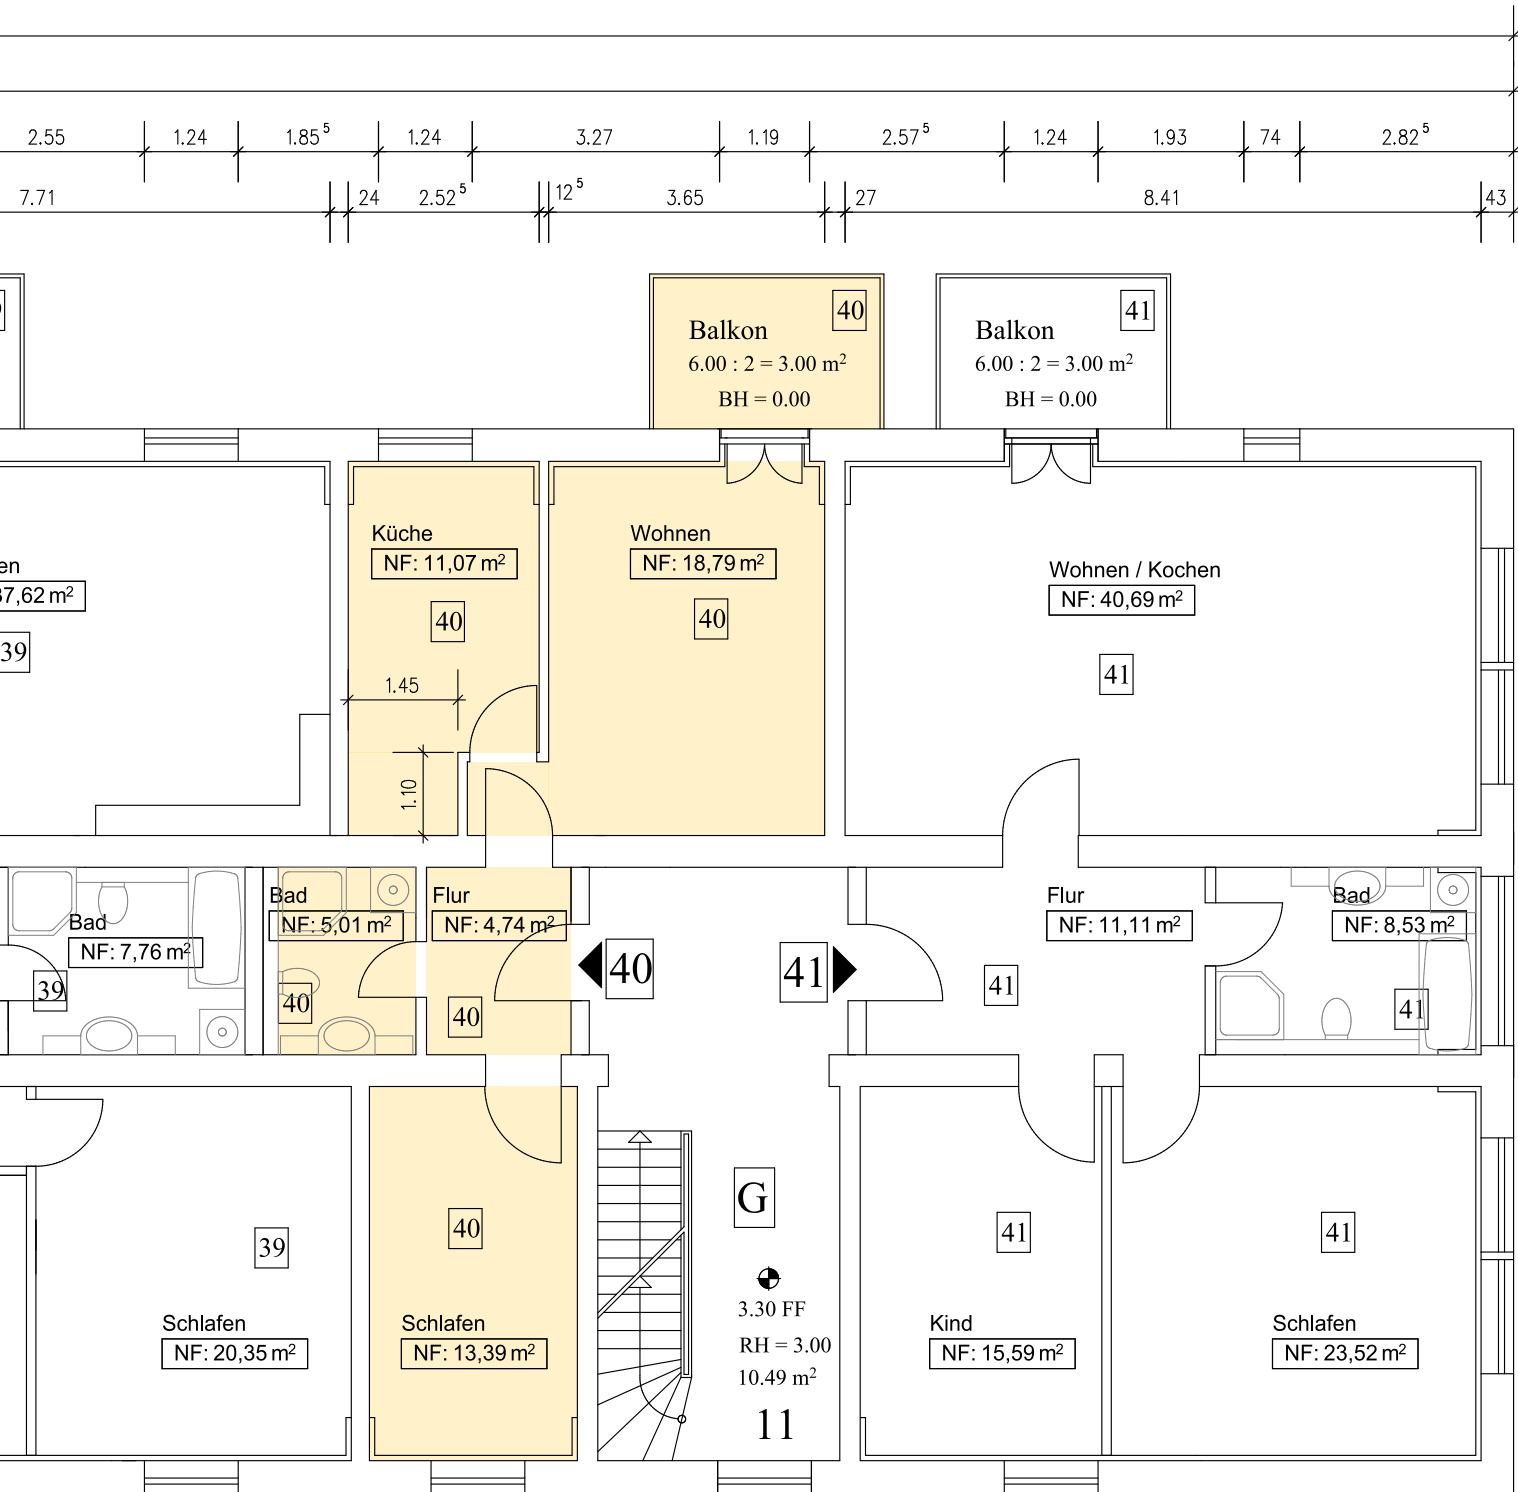 2.55 1.24 1.85⁵ 1.24 3.27 1.19 2.57⁵ 1.24 1.93 74 2.82⁵
7.71 24 2.52⁵ 12⁵ 3.65 27 8.41 43
40
Balkon
6.00 : 2 = 3.00 m²
BH = 0.00
41
Balkon
6.00 : 2 = 3.00 m²
BH = 0.00
Küche
NF: 11,07 m²
40
1.45
1.10
Wohnen
NF: 18,79 m²
40
Wohnen / Kochen
NF: 40,69 m²
41
37,62 m²
39
Bad
NF: 7,76 m²
39
Bad
NF: 5,01 m²
40
Flur
NF: 4,74 m²
40
40
41
Flur
NF: 11,11 m²
41
Bad
NF: 8,53 m²
41
39
Schlafen
NF: 20,35 m²
40
Schlafen
NF: 13,39 m²
G
3.30 FF
RH = 3.00
10.49 m²
11
41
Kind
NF: 15,59 m²
41
Schlafen
NF: 23,52 m²